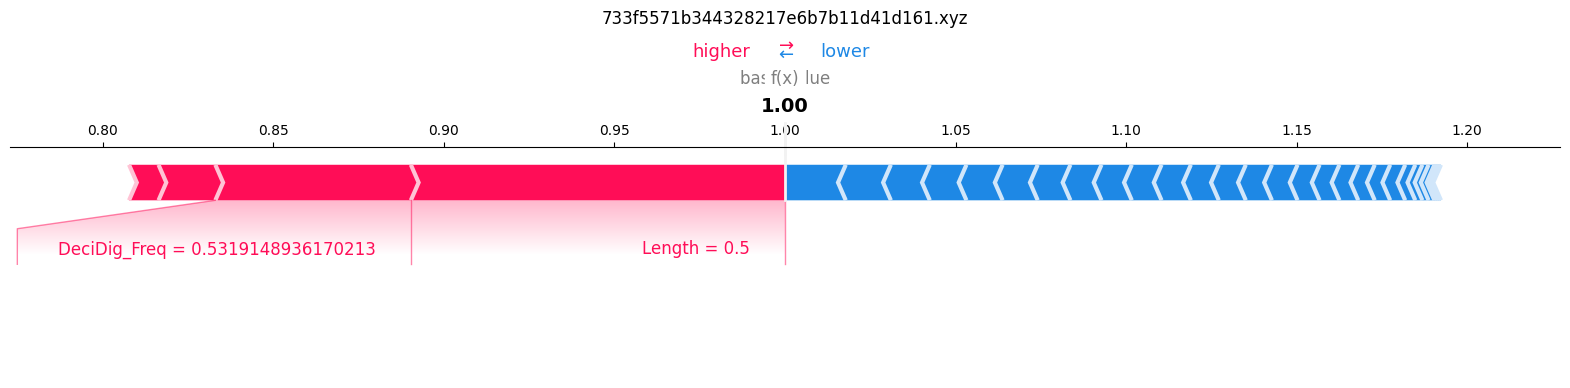 733f5571b344328217e6b7b11d41d161.xyz
higher ⇄ lower
f(x)
1.00
0.80 0.85 0.90 0.95 1.00 1.05 1.10 1.15 1.20
DeciDig_Freq = 0.5319148936170213 Length = 0.5